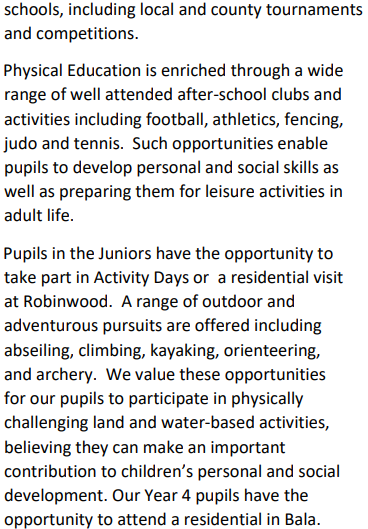 schools, including local and county tournaments
and competitions.
Physical Education is enriched through a wide
range of well attended after-school clubs and
activities including football, athletics, fencing,
judo and tennis.  Such opportunities enable
pupils to develop personal and social skills as
well as preparing them for leisure activities in
adult life.
Pupils in the Juniors have the opportunity to
take part in Activity Days or  a residential visit
at Robinwood.  A range of outdoor and
adventurous pursuits are offered including
abseiling, climbing, kayaking, orienteering,
and archery.  We value these opportunities
for our pupils to participate in physically
challenging land and water-based activities,
believing they can make an important
contribution to children’s personal and social
development. Our Year 4 pupils have the
opportunity to attend a residential in Bala.